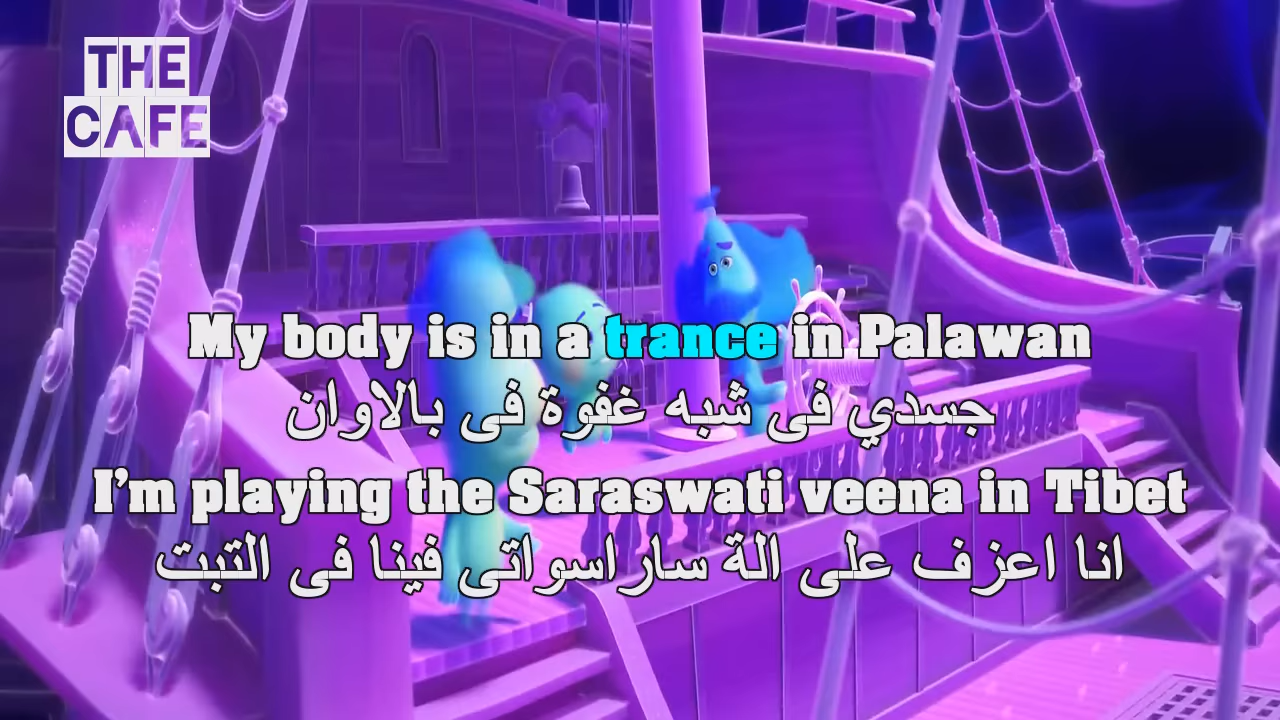 THE
CAFE
My body is in a trance in Palawan
جسدي فى شبه غفوة فى بالاوان
I'm playing the Saraswati veena in Tibet
انا اعزف على الة ساراسواتى فينا فى التبت